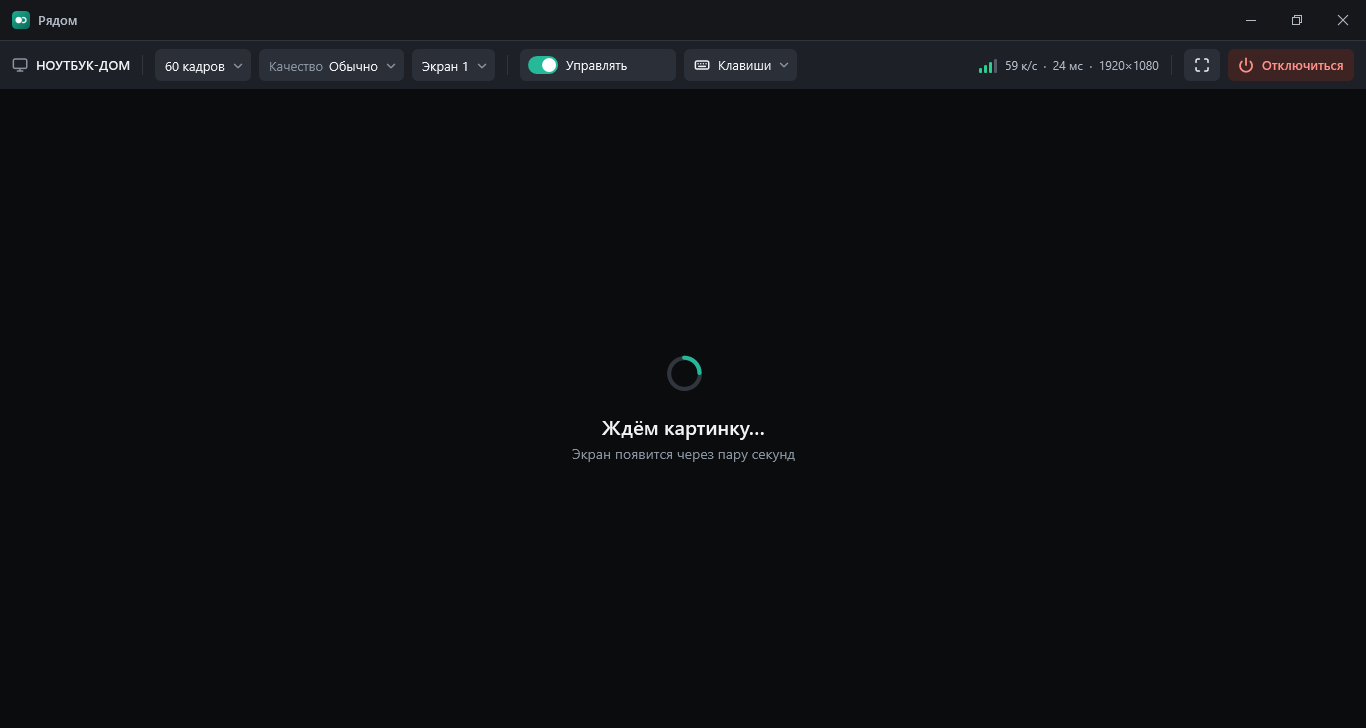 Рядом
НОУТБУК-ДОМ
60 кадров
Качество Обычно
Экран 1
Управлять
Клавиши
59 к/с · 24 мс · 1920×1080
Отключиться
Ждём картинку...
Экран появится через пару секунд